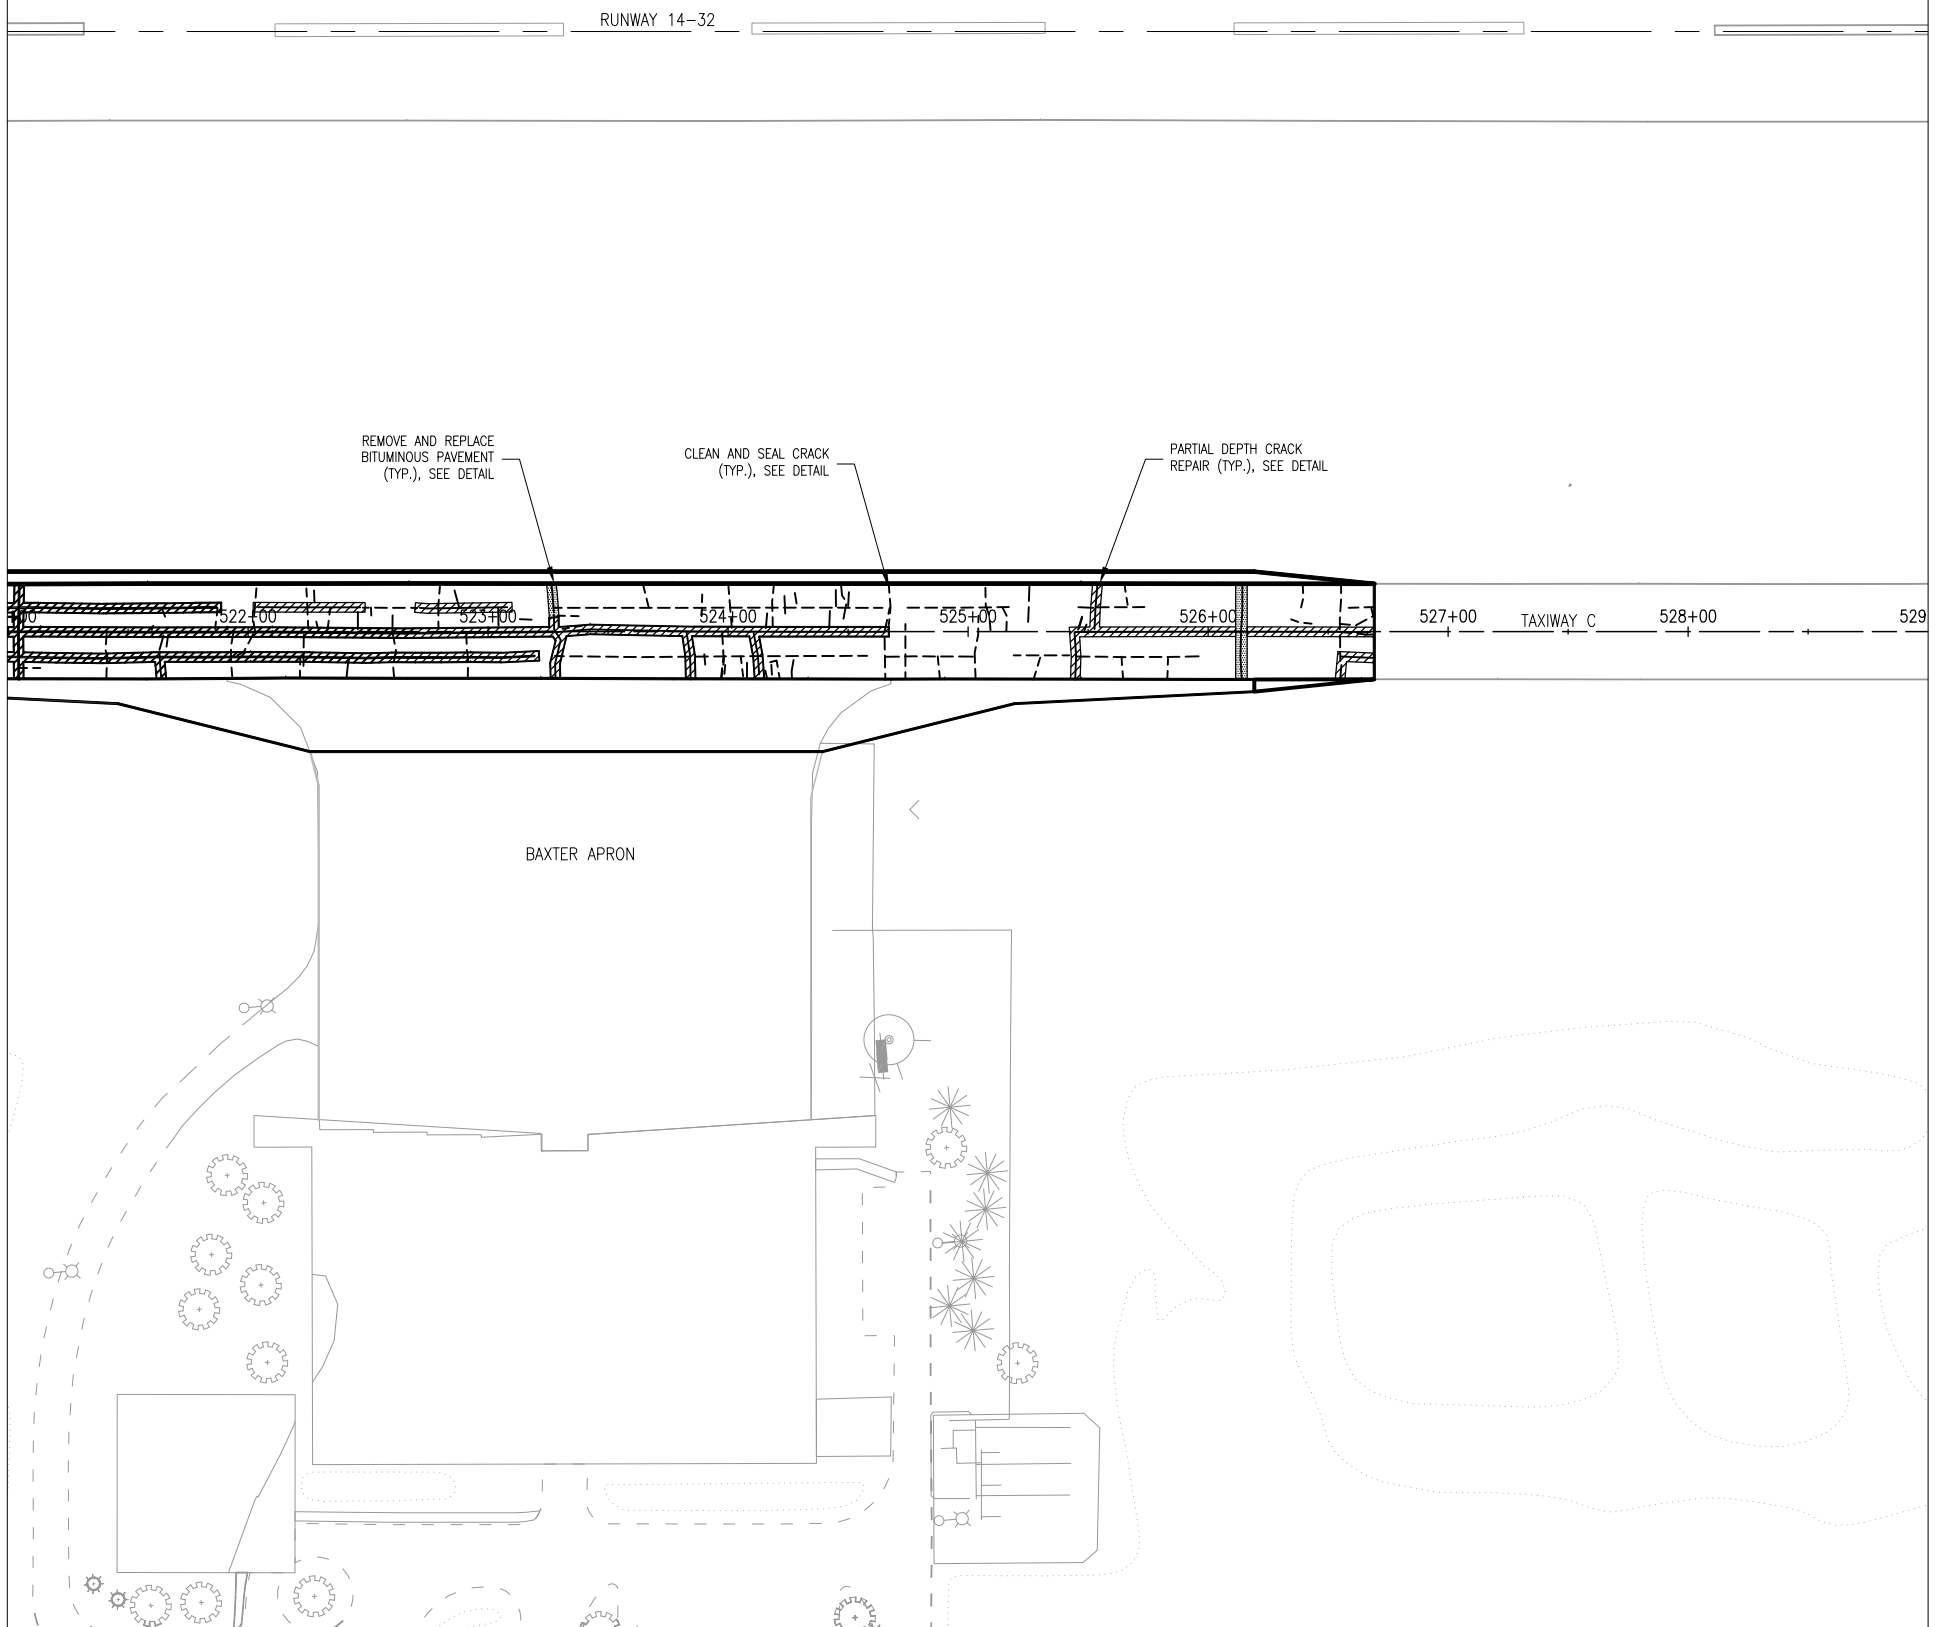 RUNWAY 14-32
REMOVE AND REPLACE
BITUMINOUS PAVEMENT
(TYP.), SEE DETAIL
CLEAN AND SEAL CRACK
(TYP.), SEE DETAIL
PARTIAL DEPTH CRACK
REPAIR (TYP.), SEE DETAIL
00 522+00 523+00 524+00 525+00 526+00 527+00 TAXIWAY C 528+00 529
BAXTER APRON